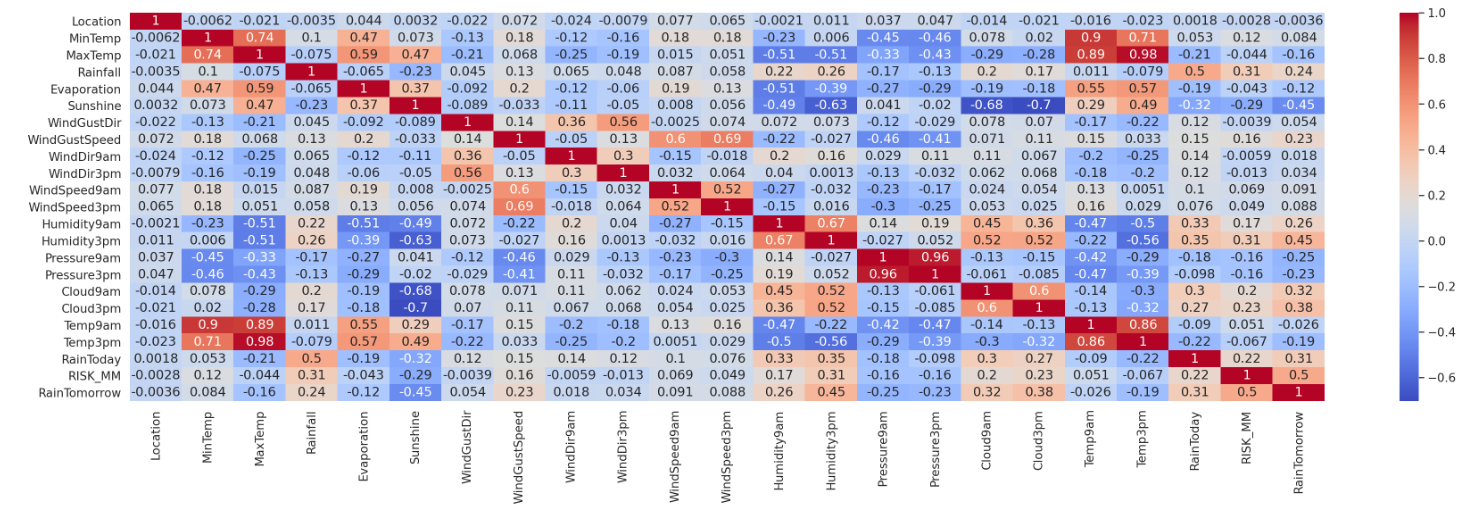 Location 1 -0.0062 -0.021 -0.0035 0.044 0.0032 -0.022 0.072 -0.024 -0.0079 0.077 0.065 -0.0021 0.011 0.037 0.047 -0.014 -0.021 -0.016 -0.023 0.0018 -0.0028 -0.0036 1.0
MinTemp -0.0062 1 0.74 0.1 0.47 0.073 -0.13 0.18 -0.12 -0.16 0.18 0.18 -0.23 0.006 -0.45 -0.46 0.078 0.02 0.9 0.71 0.053 0.12 0.084
MaxTemp -0.021 0.74 1 -0.075 0.59 0.47 -0.21 0.068 -0.25 -0.19 0.015 0.051 -0.51 -0.51 -0.33 -0.43 -0.29 -0.28 0.89 0.98 -0.21 -0.044 -0.16
Rainfall -0.0035 0.1 -0.075 1 -0.065 -0.23 0.045 0.13 0.065 0.048 0.087 0.058 0.22 0.26 -0.17 -0.13 0.2 0.17 0.011 -0.079 0.5 0.31 0.24
0.8
Evaporation 0.044 0.47 0.59 -0.065 1 0.37 -0.092 0.2 -0.12 -0.06 0.19 0.13 -0.51 -0.39 -0.27 -0.29 -0.19 -0.18 0.55 0.57 -0.19 -0.043 -0.12
Sunshine 0.0032 0.073 0.47 -0.23 0.37 1 -0.089 -0.033 -0.11 -0.05 0.008 0.056 -0.49 -0.63 0.041 -0.02 -0.68 -0.7 0.29 0.49 -0.32 -0.29 -0.45
0.6
WindGustDir -0.022 -0.13 -0.21 0.045 -0.092 -0.089 1 0.14 0.36 0.56 -0.0025 0.074 0.072 0.073 -0.12 -0.029 0.078 0.07 -0.17 -0.22 0.12 -0.0039 0.054
WindGustSpeed 0.072 0.18 0.068 0.13 0.2 -0.033 0.14 1 -0.05 0.13 0.6 0.69 -0.22 -0.027 -0.46 -0.41 0.071 0.11 0.15 0.033 0.15 0.16 0.23
0.4
WindDir9am -0.024 -0.12 -0.25 0.065 -0.12 -0.11 0.36 -0.05 1 0.3 -0.15 -0.018 0.2 0.16 0.029 0.11 0.11 0.067 -0.2 -0.25 0.14 -0.0059 0.018
WindDir3pm -0.0079 -0.16 -0.19 0.048 -0.06 -0.05 0.56 0.13 0.3 1 0.032 0.064 0.04 0.0013 -0.13 -0.032 0.062 0.068 -0.18 -0.2 0.12 -0.013 0.034
WindSpeed9am 0.077 0.18 0.015 0.087 0.19 0.008 -0.0025 0.6 -0.15 0.032 1 0.52 -0.27 -0.032 -0.23 -0.17 0.024 0.054 0.13 0.0051 0.1 0.069 0.091
0.2
WindSpeed3pm 0.065 0.18 0.051 0.058 0.13 0.056 0.074 0.69 -0.018 0.064 0.52 1 -0.15 0.016 -0.3 -0.25 0.053 0.025 0.16 0.029 0.076 0.049 0.088
Humidity9am -0.0021 -0.23 -0.51 0.22 -0.51 -0.49 0.072 -0.22 0.2 0.04 -0.27 -0.15 1 0.67 0.14 0.19 0.45 0.36 -0.47 -0.5 0.33 0.17 0.26
Humidity3pm 0.011 0.006 -0.51 0.26 -0.39 -0.63 0.073 -0.027 0.16 0.0013 -0.032 0.016 0.67 1 -0.027 0.052 0.52 0.52 -0.22 -0.56 0.35 0.31 0.45
0.0
Pressure9am 0.037 -0.45 -0.33 -0.17 -0.27 0.041 -0.12 -0.46 0.029 -0.13 -0.23 -0.3 0.14 -0.027 1 0.96 -0.13 -0.15 -0.42 -0.29 -0.18 -0.16 -0.25
Pressure3pm 0.047 -0.46 -0.43 -0.13 -0.29 -0.02 -0.029 -0.41 0.11 -0.032 -0.17 -0.25 0.19 0.052 0.96 1 -0.061 -0.085 -0.47 -0.39 -0.098 -0.16 -0.23
−0.2
Cloud9am -0.014 0.078 -0.29 0.2 -0.19 -0.68 0.078 0.071 0.11 0.062 0.024 0.053 0.45 0.52 -0.13 -0.061 1 0.6 -0.14 -0.3 0.3 0.2 0.32
Cloud3pm -0.021 0.02 -0.28 0.17 -0.18 -0.7 0.07 0.11 0.067 0.068 0.054 0.025 0.36 0.52 -0.15 -0.085 0.6 1 -0.13 -0.32 0.27 0.23 0.38
Temp9am -0.016 0.9 0.89 0.011 0.55 0.29 -0.17 0.15 -0.2 -0.18 0.13 0.16 -0.47 -0.22 -0.42 -0.47 -0.14 -0.13 1 0.86 -0.09 0.051 -0.026
−0.4
Temp3pm -0.023 0.71 0.98 -0.079 0.57 0.49 -0.22 0.033 -0.25 -0.2 0.0051 0.029 -0.5 -0.56 -0.29 -0.39 -0.3 -0.32 0.86 1 -0.22 -0.067 -0.19
RainToday 0.0018 0.053 -0.21 0.5 -0.19 -0.32 0.12 0.15 0.14 0.12 0.1 0.076 0.33 0.35 -0.18 -0.098 0.3 0.27 -0.09 -0.22 1 0.22 0.31
RISK_MM -0.0028 0.12 -0.044 0.31 -0.043 -0.29 -0.0039 0.16 -0.0059 -0.013 0.069 0.049 0.17 0.31 -0.16 -0.16 0.2 0.23 0.051 -0.067 0.22 1 0.5
−0.6
RainTomorrow -0.0036 0.084 -0.16 0.24 -0.12 -0.45 0.054 0.23 0.018 0.034 0.091 0.088 0.26 0.45 -0.25 -0.23 0.32 0.38 -0.026 -0.19 0.31 0.5 1
Location
MinTemp
MaxTemp
Rainfall
Evaporation
Sunshine
WindGustDir
WindGustSpeed
WindDir9am
WindDir3pm
WindSpeed9am
WindSpeed3pm
Humidity9am
Humidity3pm
Pressure9am
Pressure3pm
Cloud9am
Cloud3pm
Temp9am
Temp3pm
RainToday
RISK_MM
RainTomorrow